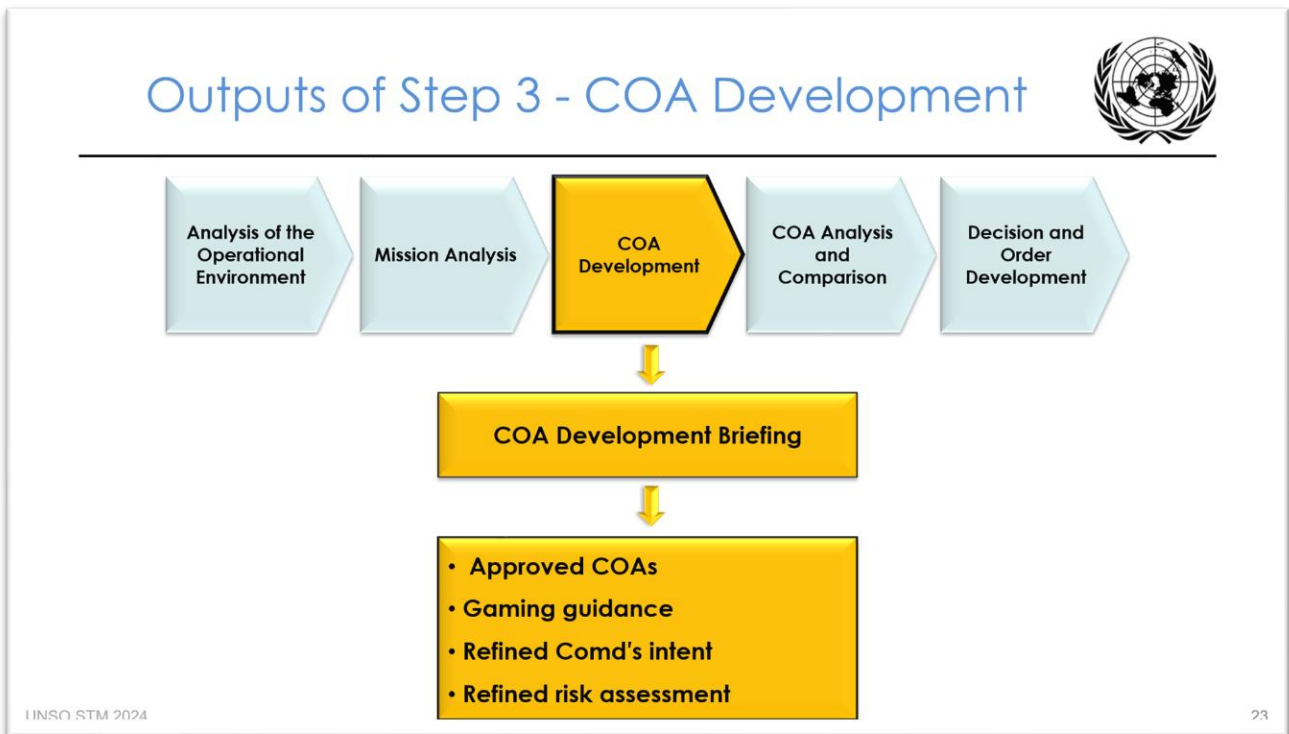 Outputs of Step 3 - COA Development
Analysis of the
Operational
Environment
Mission Analysis
COA
Development
COA Analysis
and
Comparison
Decision and
Order
Development
COA Development Briefing
• Approved COAs
• Gaming guidance
• Refined Comd's intent
• Refined risk assessment
UNSO STM 2024
23